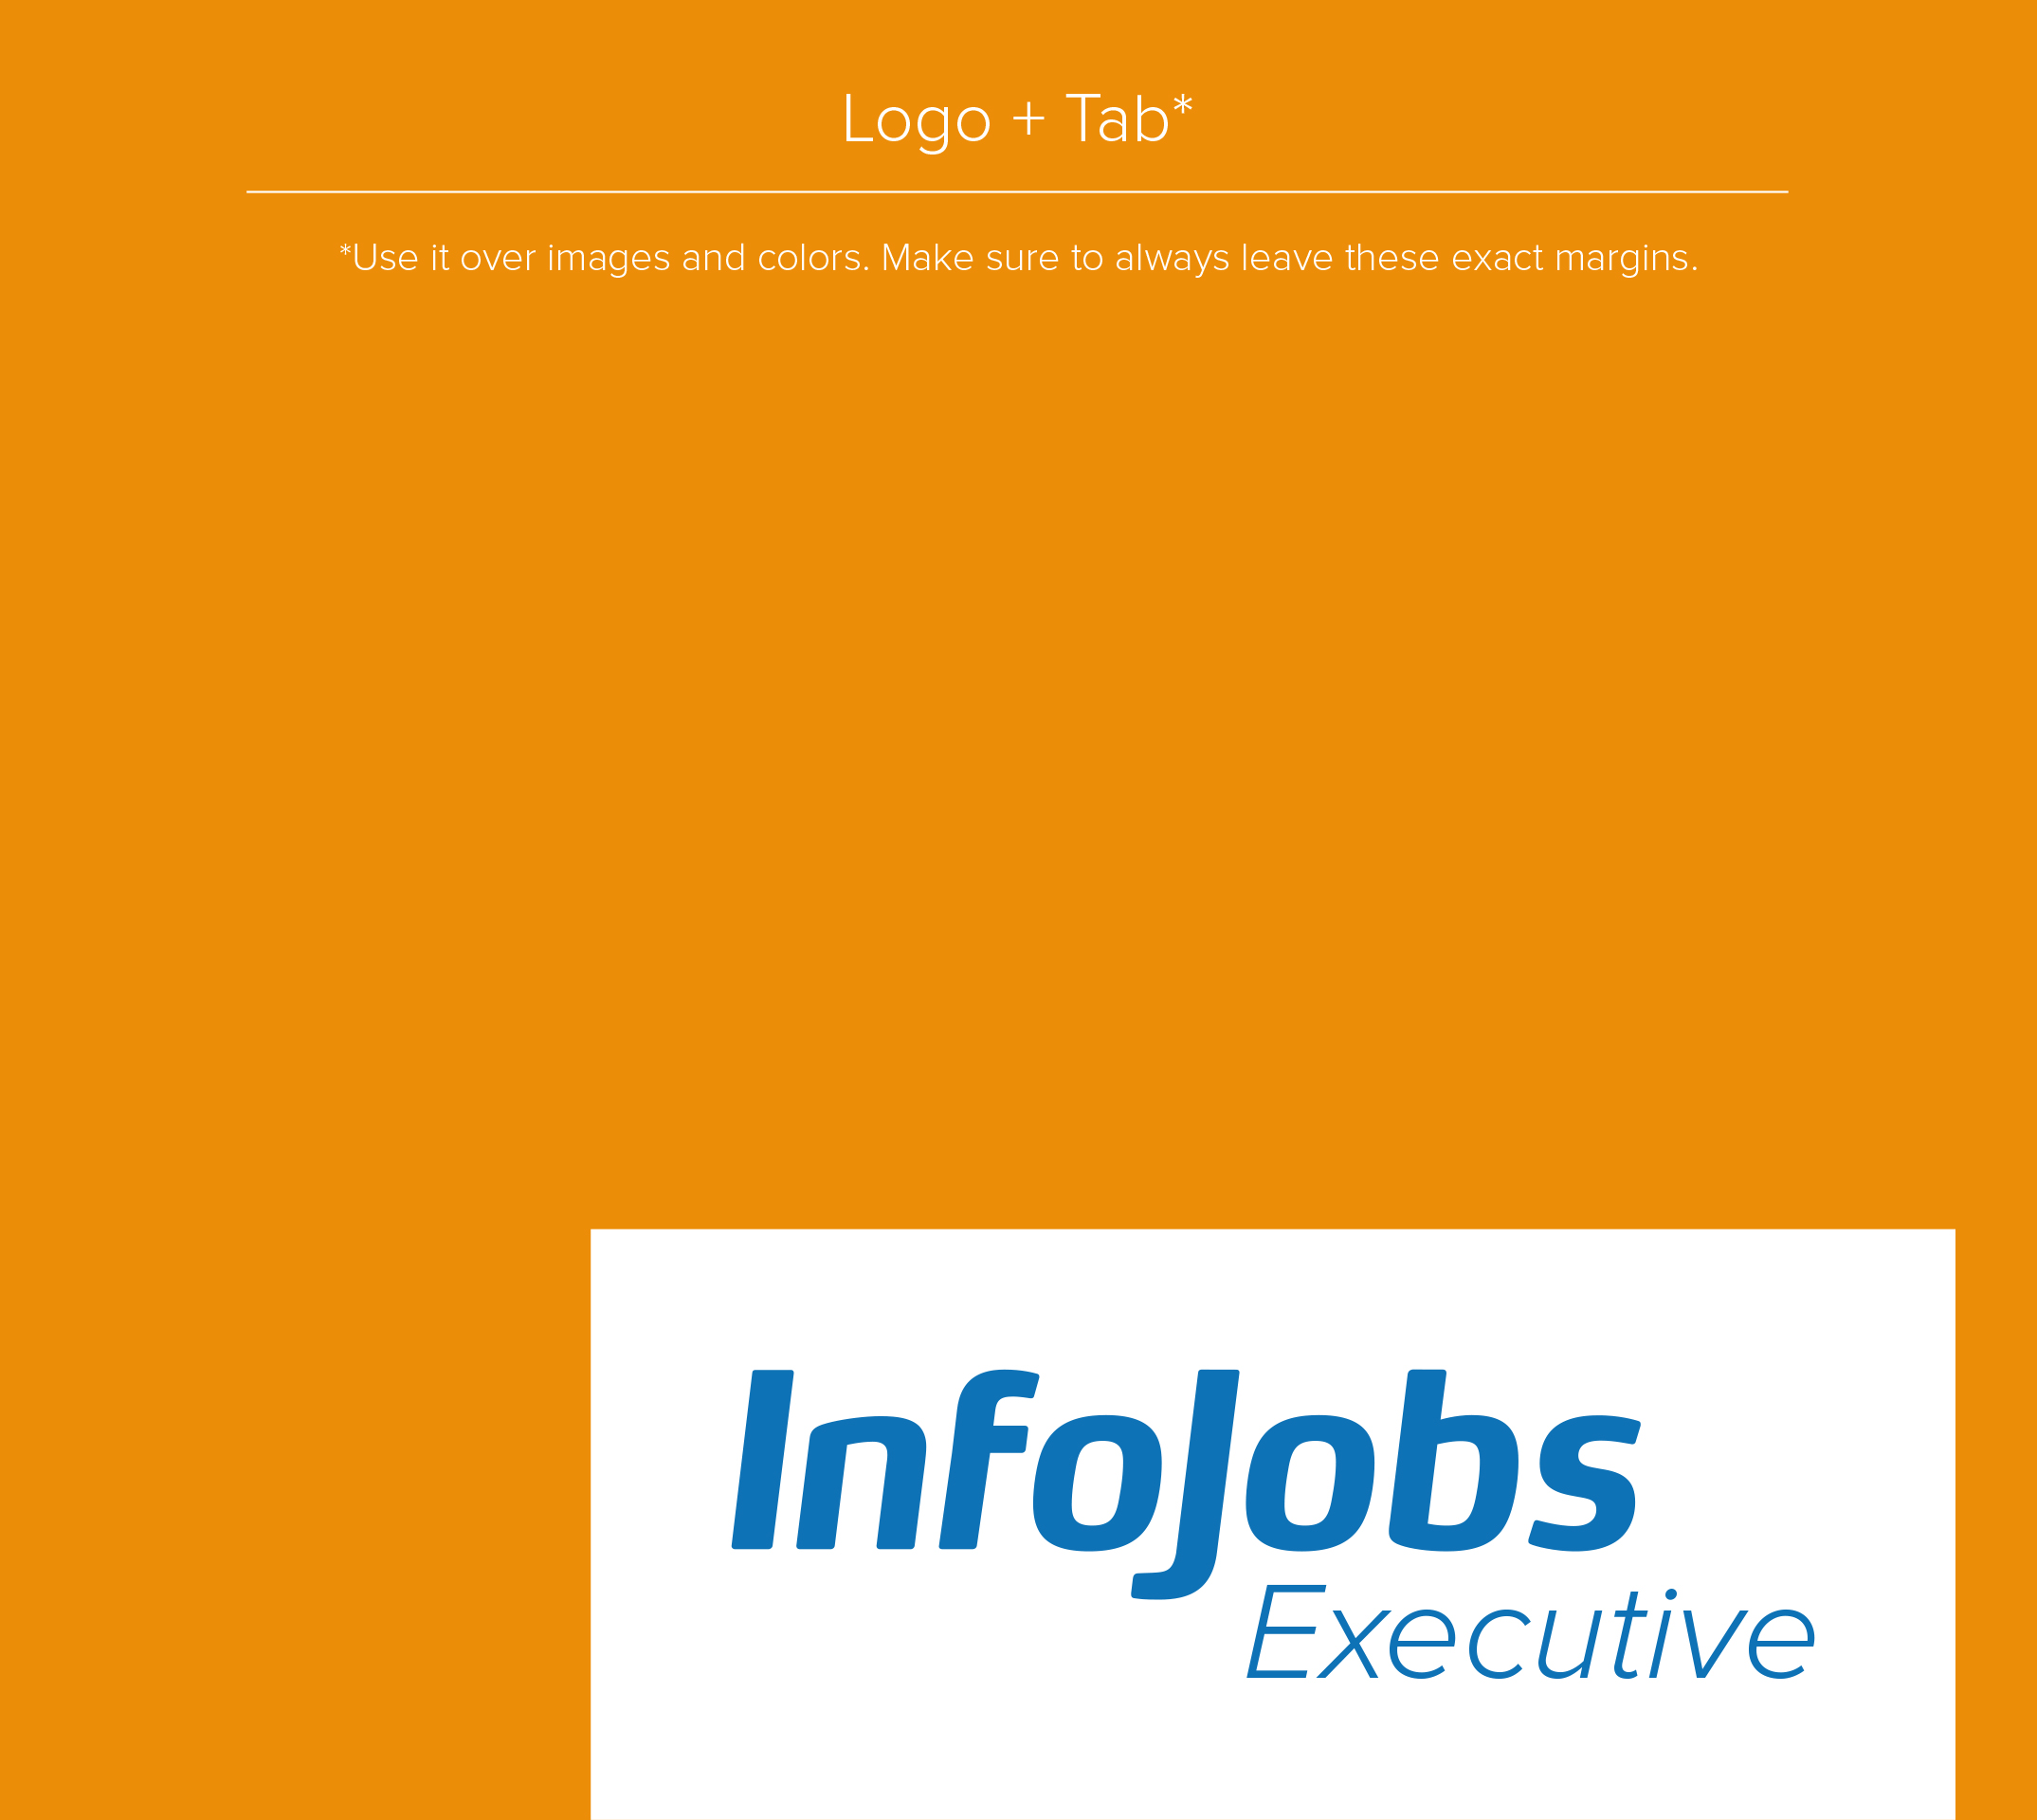 Logo + Tab*
*Use it over images and colors. Make sure to always leave these exact margins.
InfoJobs
Executive